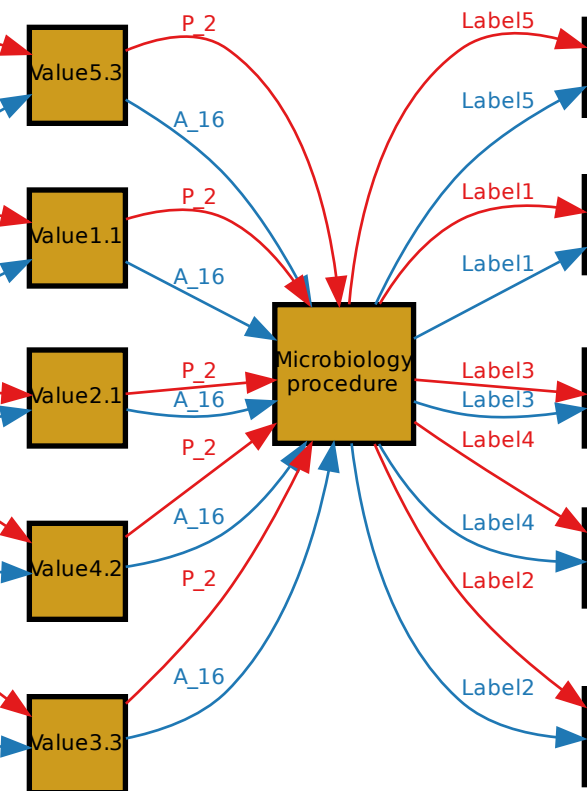 P_2
Label5
Value5.3
Label5
A_16
P_2
Label1
Value1.1
Label1
A_16
Microbiology
procedure
P_2
Label3
Value2.1
A_16
Label3
P_2
Label4
A_16
Label4
Value4.2
P_2
Label2
A_16
Label2
Value3.3